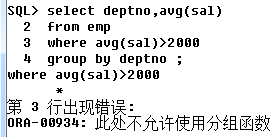 SQL> select deptno,avg(sal)
2 from emp
3 where avg(sal)>2000
4 group by deptno ;
where avg(sal)>2000
*
第 3 行出现错误:
ORA-00934: 此处不允许使用分组函数